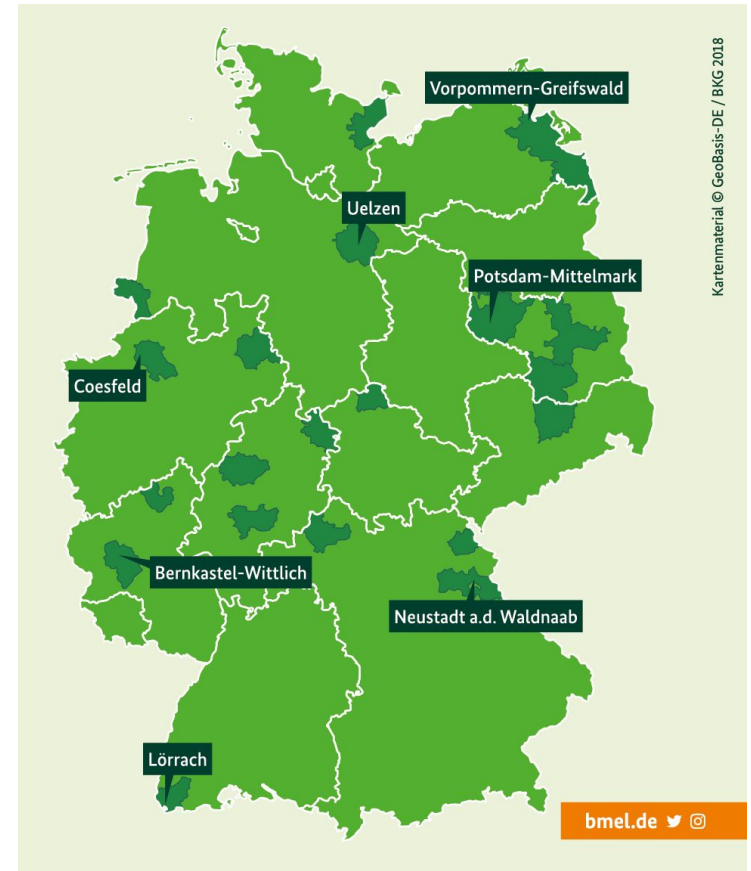 Kartenmaterial © GeoBasis-DE / BKG 2018
Vorpommern-Greifswald
Uelzen
Potsdam-Mittelmark
Coesfeld
Bernkastel-Wittlich
Neustadt a.d. Waldnaab
Lörrach
bmel.de